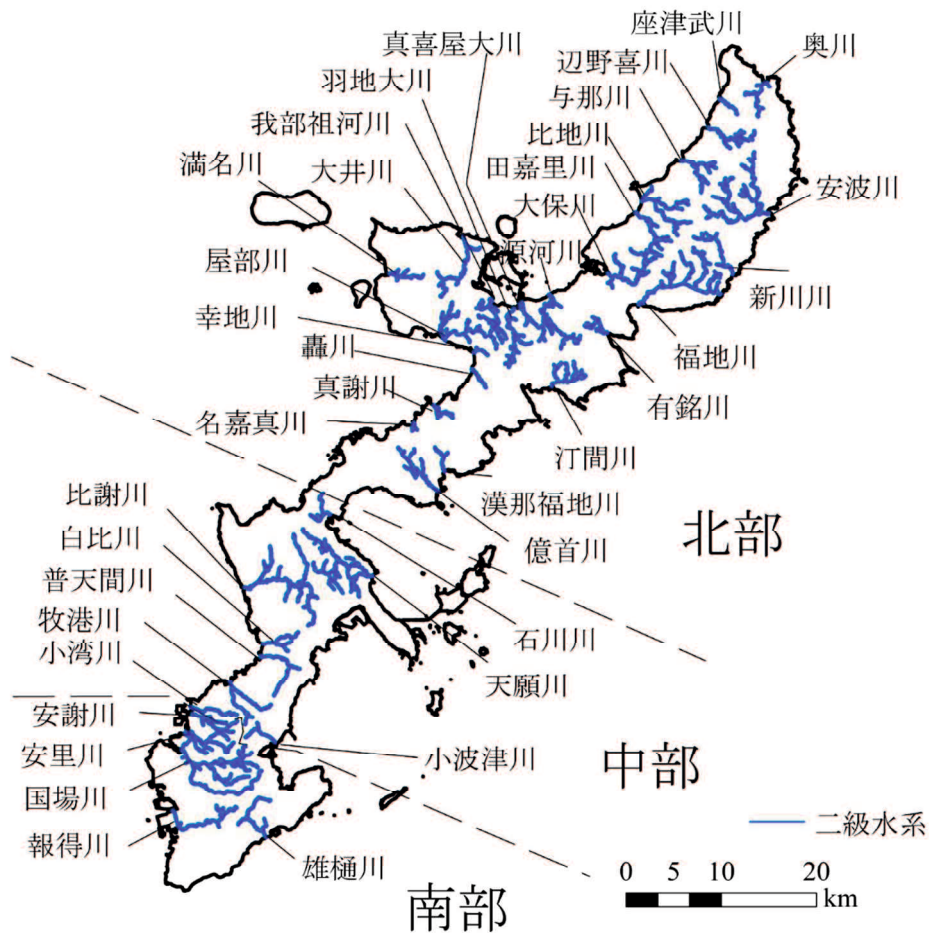 座津武川
真喜屋大川
奥川
辺野喜川
羽地大川
与那川
我部祖河川
比地川
満名川
大井川
田嘉里川
安波川
大保川
源河川
屋部川
新川川
幸地川
福地川
轟川
真謝川
有銘川
名嘉真川
汀間川
比謝川
漢那福地川
北部
白比川
億首川
普天間川
牧港川
石川川
小湾川
天願川
安謝川
安里川
小波津川
中部
国場川
二級水系
報得川
雄樋川
0 5 10 20
km
南部